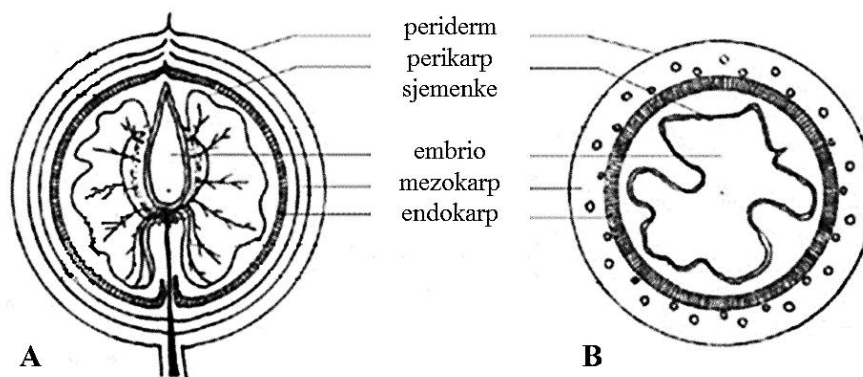 periderm
perikarp
sjemenke
embrio
mezokarp
endokarp
A
B